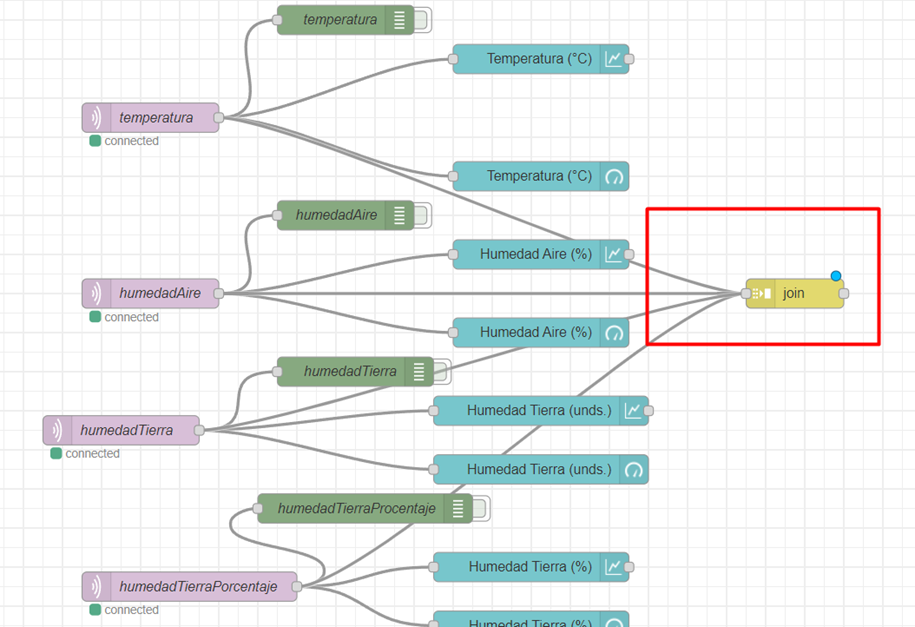 temperatura
Temperatura (°C)
temperatura
connected
Temperatura (°C)
humedadAire
Humedad Aire (%)
humedadAire
join
connected
Humedad Aire (%)
humedadTierra
Humedad Tierra (unds.)
humedadTierra
connected
Humedad Tierra (unds.)
humedadTierraProcentaje
Humedad Tierra (%)
humedadTierraPorcentaje
connected
Humedad Tierra (%)